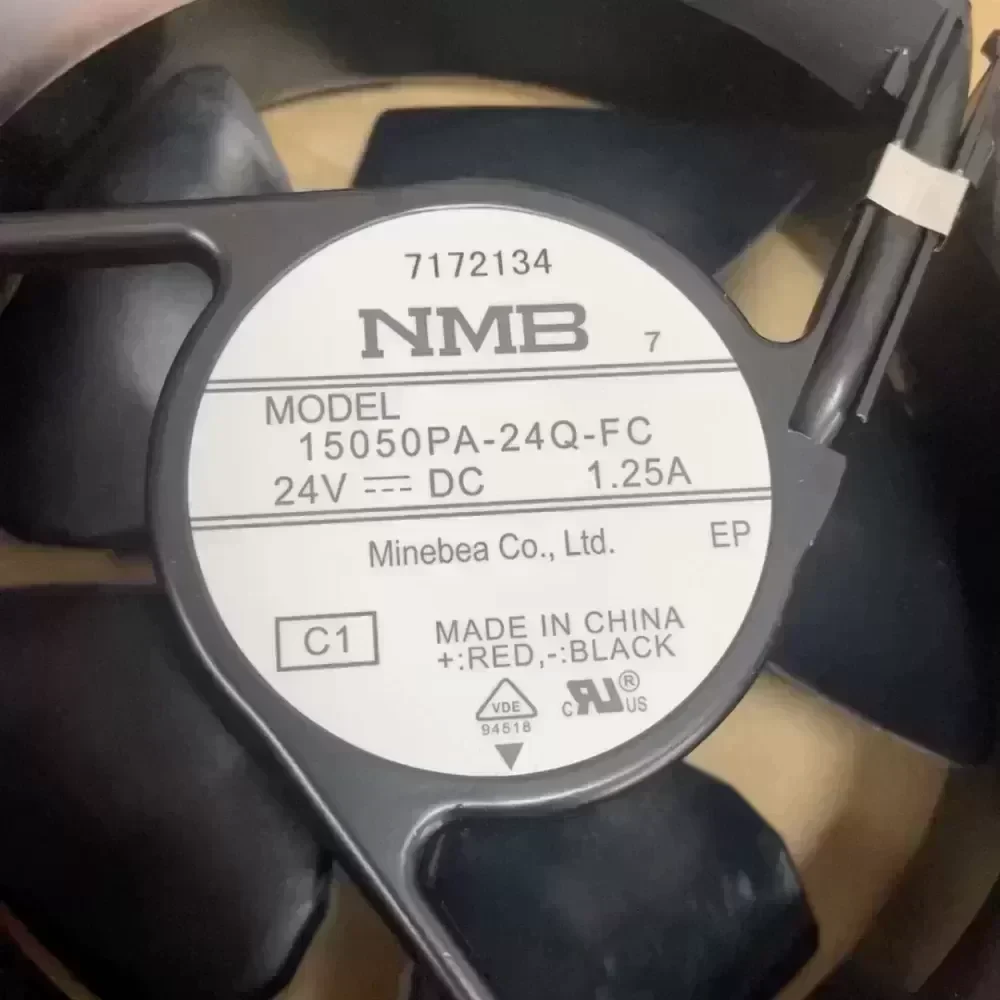 7172134
NMB 7
MODEL
15050PA-24Q-FC
24V ⎓ DC 1.25A
Minebea Co., Ltd. EP
C1
MADE IN CHINA
+:RED,-:BLACK
VDE
94518
c RU ® US